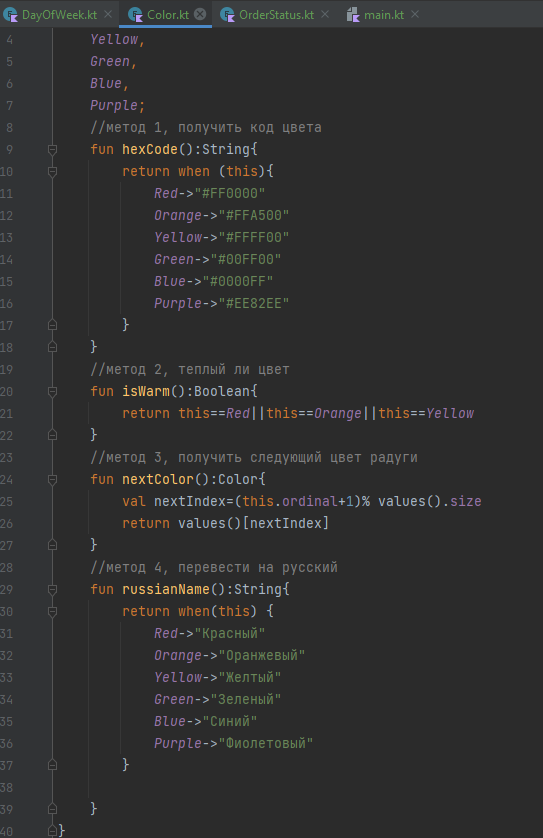 DayOfWeek.kt Color.kt OrderStatus.kt main.kt
4 Yellow,
5 Green,
6 Blue,
7 Purple;
8 //метод 1, получить код цвета
9 fun hexCode():String{
10 return when (this){
11 Red->"#FF0000"
12 Orange->"#FFA500"
13 Yellow->"#FFFF00"
14 Green->"#00FF00"
15 Blue->"#0000FF"
16 Purple->"#EE82EE"
17 }
18 }
19 //метод 2, теплый ли цвет
20 fun isWarm():Boolean{
21 return this==Red||this==Orange||this==Yellow
22 }
23 //метод 3, получить следующий цвет радуги
24 fun nextColor():Color{
25 val nextIndex=(this.ordinal+1)% values().size
26 return values()[nextIndex]
27 }
28 //метод 4, перевести на русский
29 fun russianName():String{
30 return when(this) {
31 Red->"Красный"
32 Orange->"Оранжевый"
33 Yellow->"Желтый"
34 Green->"Зеленый"
35 Blue->"Синий"
36 Purple->"Фиолетовый"
37 }
38
39 }
40 }